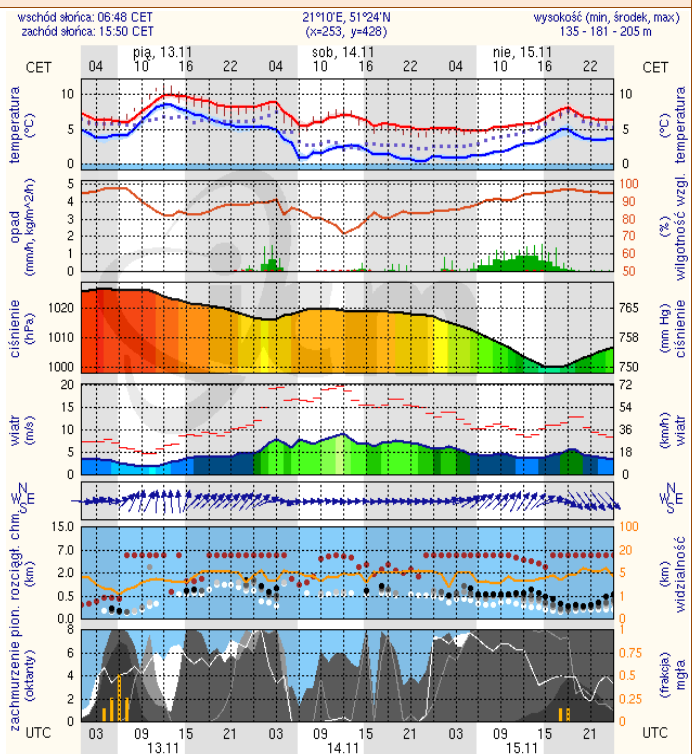 wschód słońca: 06:48 CET
zachód słońca: 15:50 CET
21°10'E, 51°24'N
(x=253, y=428)
wysokość (min, środek, max)
135 - 181 - 205 m
pią, 13.11 sob, 14.11 nie, 15.11
CET 04 10 16 22 04 10 16 22 04 10 16 22 CET
temperatura
(°C)
10
5
0
10
5
0
(°C)
temperatura
opad
(mm/h, kg/m^2/h)
5
4
3
2
1
0
100
90
80
70
60
50
(%)
wilgotność wzgl.
ciśnienie
(hPa)
1020
1010
1000
765
758
750
(mm Hg)
ciśnienie
wiatr
(m/s)
20
15
10
5
0
72
54
36
18
0
(km/h)
wiatr
N
W E
S
N
W E
S
pion. rozciągł. chm.
(km)
15.0
7.0
2.0
0.5
0.0
100
20
5
1
0
(km)
widzialność
zachmurzenie
(oktanty)
8
6
4
2
0
1
0.75
0.5
0.25
0
(frakcja)
mgła
UTC 03 09 15 21 03 09 15 21 03 09 15 21 UTC
13.11 14.11 15.11